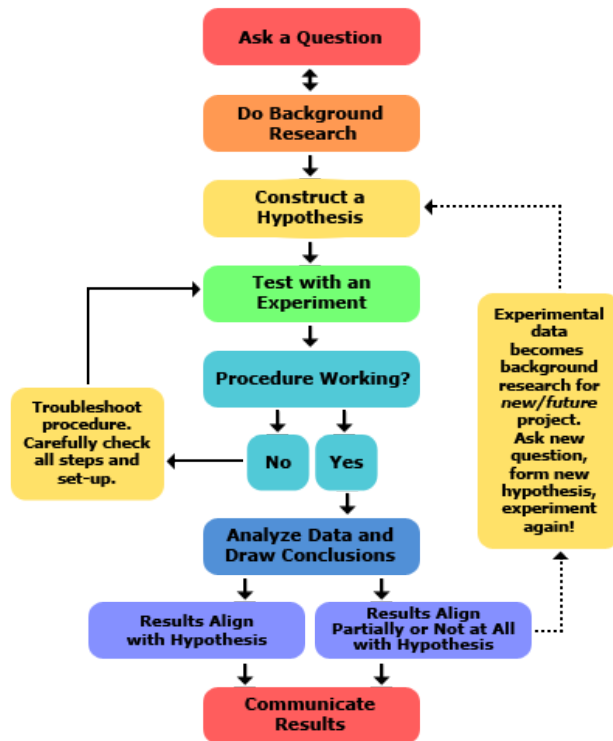 Ask a Question
Do Background
Research
Construct a
Hypothesis
Test with an
Experiment
Procedure Working?
No
Yes
Troubleshoot
procedure.
Carefully check
all steps and
set-up.
Experimental
data
becomes
background
research for
new/future
project.
Ask new
question,
form new
hypothesis,
experiment
again!
Analyze Data and
Draw Conclusions
Results Align
with Hypothesis
Results Align
Partially or Not at All
with Hypothesis
Communicate
Results